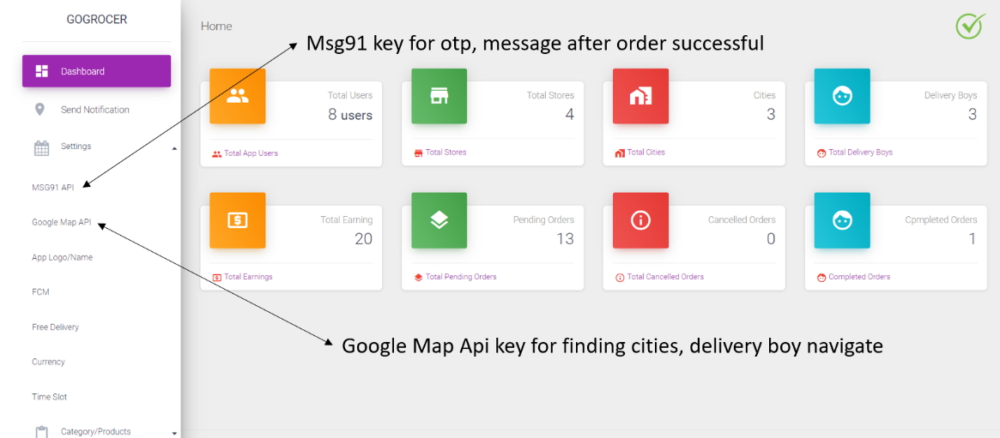 GOGROCER
Home
Msg91 key for otp, message after order successful
Dashboard
Send Notification
Settings
MSG91 API
Google Map API
App Logo/Name
FCM
Free Delivery
Currency
Time Slot
Category/Products
Total Users
8 users
Total App Users
Total Stores
4
Total Stores
Cities
3
Total Cities
Delivery Boys
3
Total Delivery Boys
Total Earning
20
Total Earnings
Pending Orders
13
Total Pending Orders
Cancelled Orders
0
Total Cancelled Orders
Cpmpleted Orders
1
Completed Orders
Google Map Api key for finding cities, delivery boy navigate